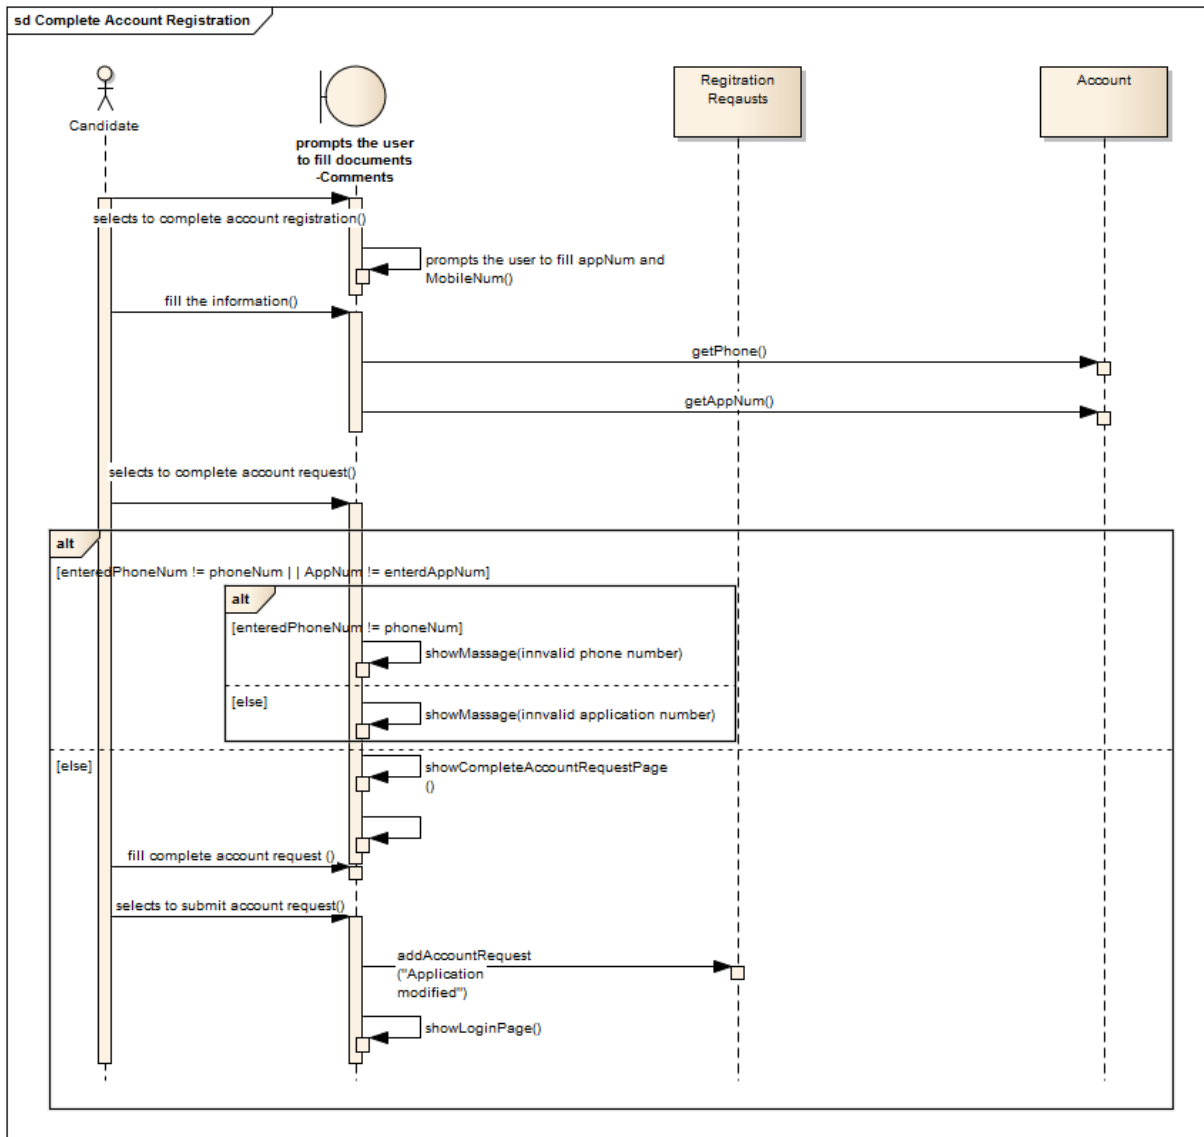 sd Complete Account Registration
Candidate
prompts the user
to fill documents
-Comments
Regitration
Reqausts
Account
selects to complete account registration()
prompts the user to fill appNum and
MobileNum()
fill the information()
getPhone()
getAppNum()
selects to complete account request()
alt
[enteredPhoneNum != phoneNum | | AppNum != enterdAppNum]
alt
[enteredPhoneNum != phoneNum]
showMassage(innvalid phone number)
[else]
showMassage(innvalid application number)
[else]
showCompleteAccountRequestPage
()
fill complete account request ()
selects to submit account request()
addAccountRequest
("Application
modified")
showLoginPage()